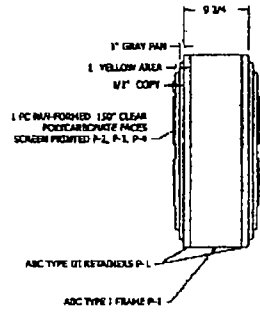 9 3/4
1" GRAY PAN
1 YELLOW AREA
1/2" COPY
1 PC PAN-FORMED .150" CLEAR
POLYCARBONATE FACES
SCREEN PRINTED P-2, P-3, P-4
ABC TYPE III RETAINERS P-1
ABC TYPE I FRAME P-1